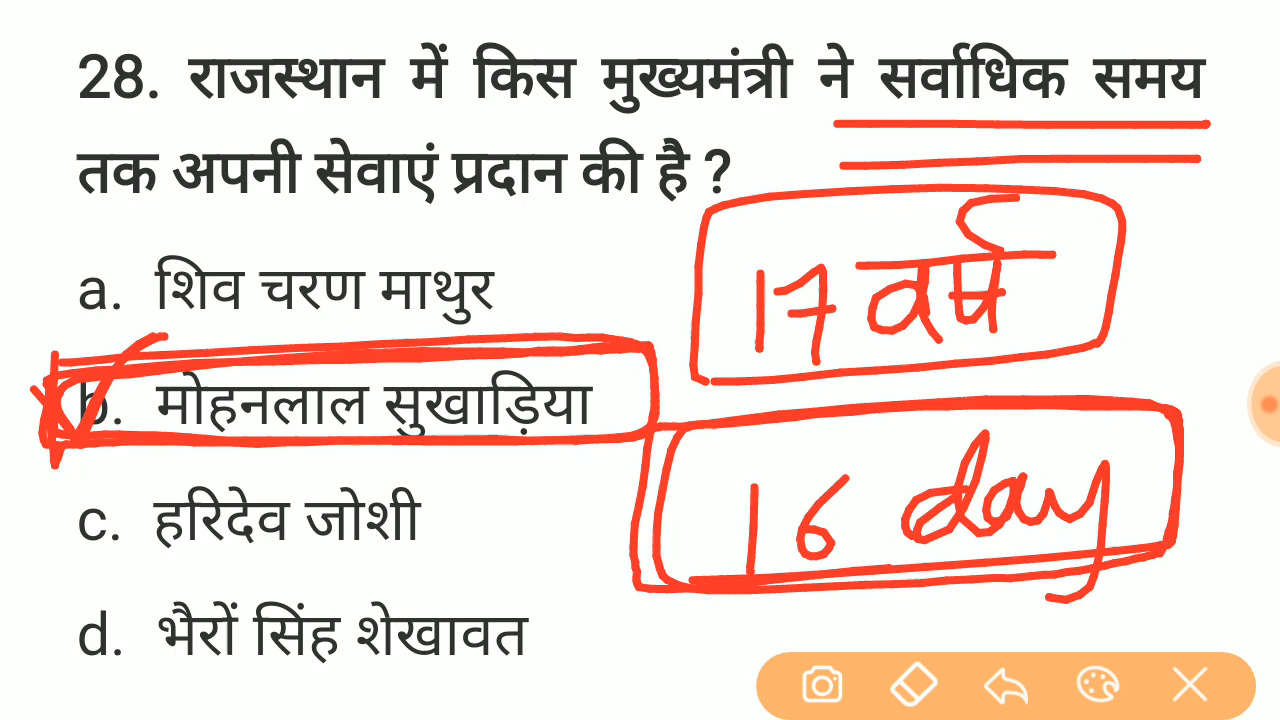 28. राजस्थान में किस मुख्यमंत्री ने सर्वाधिक समय
तक अपनी सेवाएं प्रदान की है ?
a. शिव चरण माथुर
17 वर्ष
b. मोहनलाल सुखाड़िया
16 day
c. हरिदेव जोशी
d. भैरों सिंह शेखावत